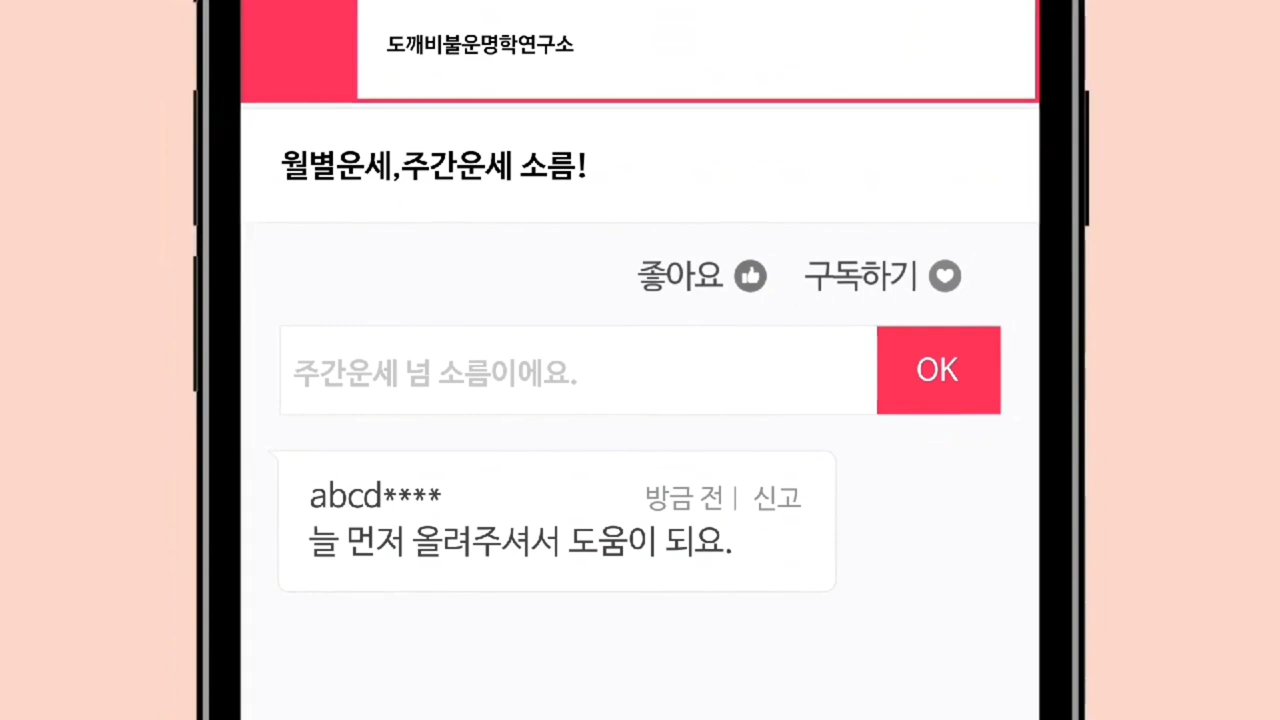 도깨비불운명학연구소
월별운세,주간운세 소름!
좋아요 구독하기
주간운세 넘 소름이에요.
OK
abcd**** 방금 전| 신고
늘 먼저 올려주셔서 도움이 되요.